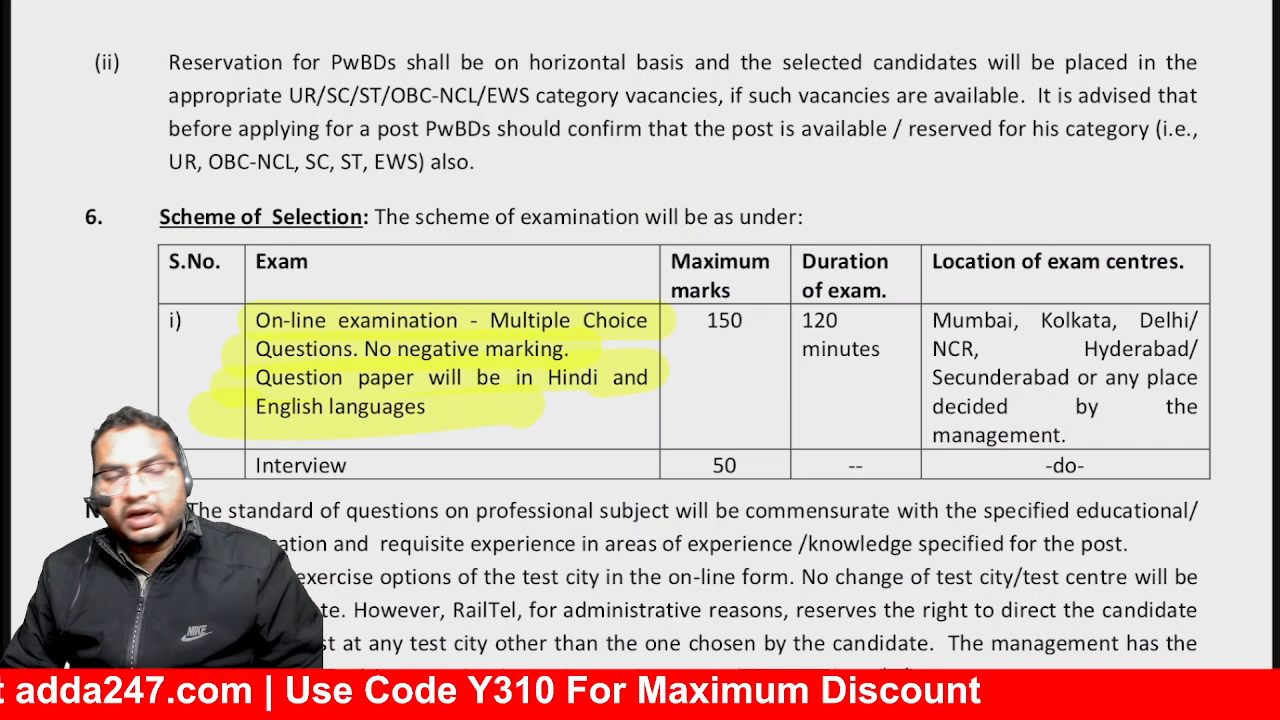 (ii) Reservation for PwBDs shall be on horizontal basis and the selected candidates will be placed in the
appropriate UR/SC/ST/OBC-NCL/EWS category vacancies, if such vacancies are available. It is advised that
before applying for a post PwBDs should confirm that the post is available / reserved for his category (i.e.,
UR, OBC-NCL, SC, ST, EWS) also.
6. Scheme of Selection: The scheme of examination will be as under:
S.No.
Exam
Maximum
marks
Duration
of exam.
Location of exam centres.
i)
On-line examination - Multiple Choice
Questions. No negative marking.
Question paper will be in Hindi and
English languages
150
120
minutes
Mumbai, Kolkata, Delhi/
NCR, Hyderabad/
Secunderabad or any place
decided by the
management.
Interview
50
--
-do-
The standard of questions on professional subject will be commensurate with the specified educational/
and requisite experience in areas of experience /knowledge specified for the post.
exercise options of the test city in the on-line form. No change of test city/test centre will be
However, RailTel, for administrative reasons, reserves the right to direct the candidate
at any test city other than the one chosen by the candidate. The management has the
NIKE
adda247.com | Use Code Y310 For Maximum Discount